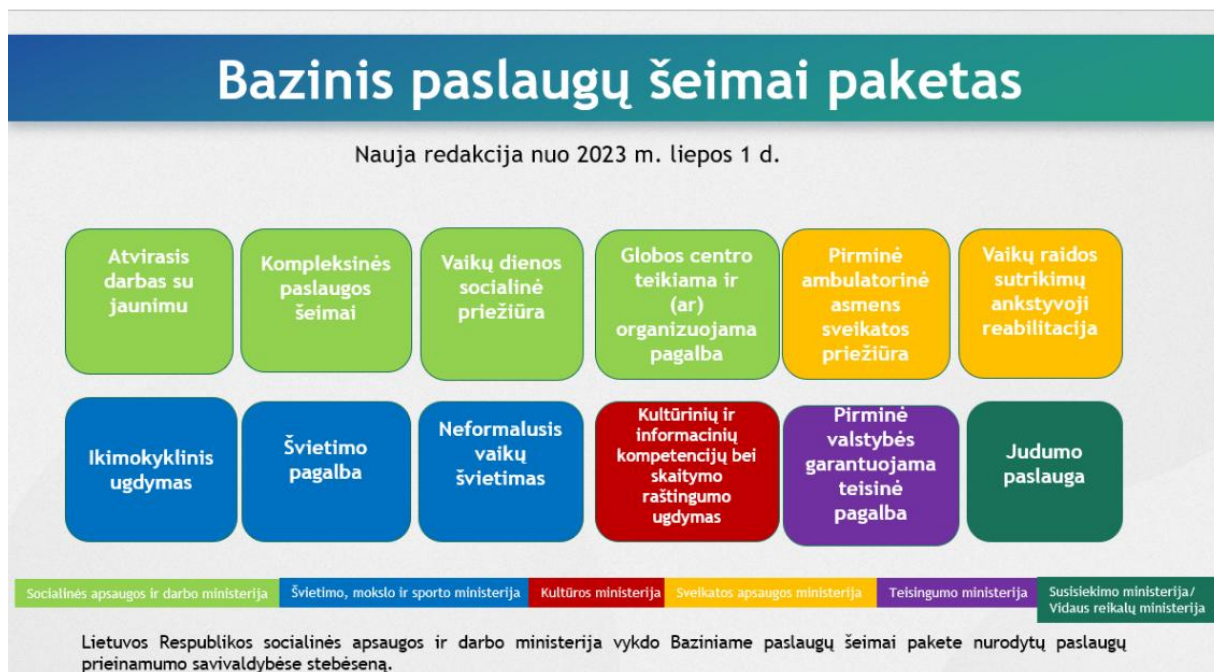 Bazinis paslaugų šeimai paketas
Nauja redakcija nuo 2023 m. liepos 1 d.
Atvirasis
darbas su
jaunimu
Kompleksinės
paslaugos
šeimai
Vaikų dienos
socialinė
priežiūra
Globos centro
teikiama ir
(ar)
organizuojama
pagalba
Pirminė
ambulatorinė
asmens
sveikatos
priežiūra
Vaikų raidos
sutrikimų
ankstyvoji
reabilitacija
Ikimokyklinis
ugdymas
Švietimo
pagalba
Neformalusis
vaikų
švietimas
Kultūrinių ir
informacinių
kompetencijų bei
skaitymo
raštingumo
ugdymas
Pirminė
valstybės
garantuojama
teisinė
pagalba
Judumo
paslauga
Socialinės apsaugos ir darbo ministerija
Švietimo, mokslo ir sporto ministerija
Kultūros ministerija
Sveikatos apsaugos ministerija
Teisingumo ministerija
Susisiekimo ministerija/
Vidaus reikalų ministerija
Lietuvos Respublikos socialinės apsaugos ir darbo ministerija vykdo Baziniame paslaugų šeimai pakete nurodytų paslaugų
prieinamumo savivaldybėse stebėseną.